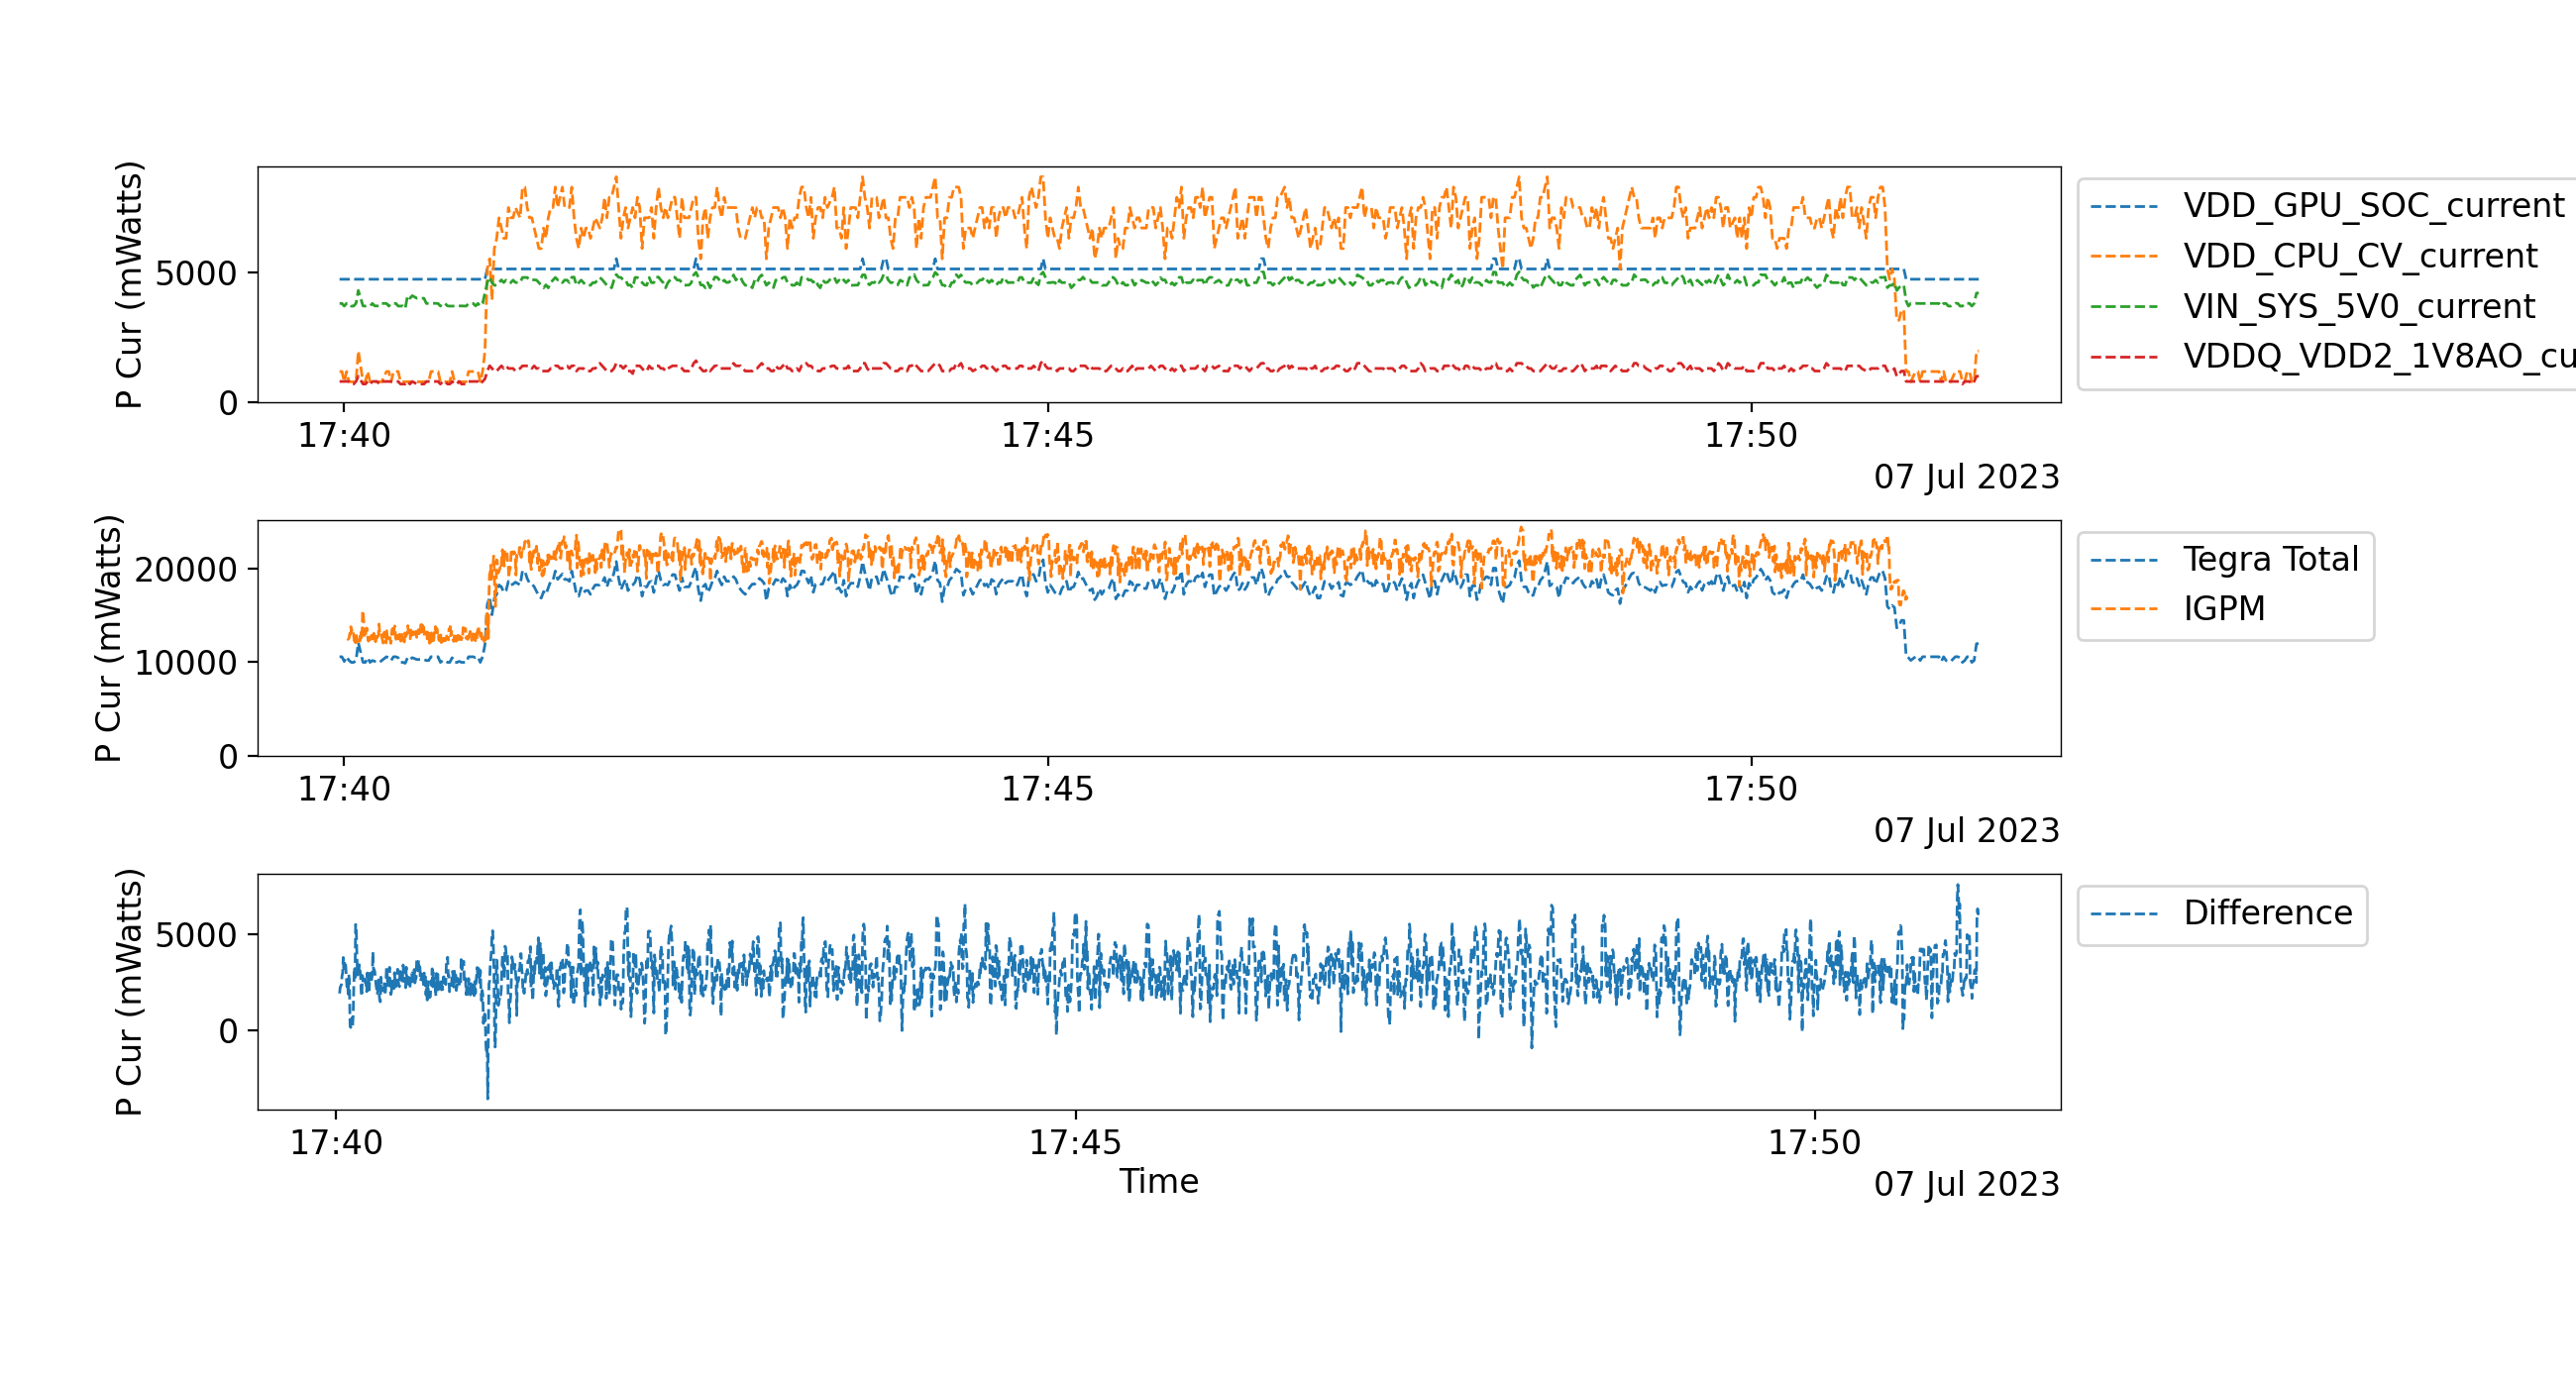 P Cur (mWatts)
5000
0
17:40
17:45
17:50
07 Jul 2023
VDD_GPU_SOC_current
VDD_CPU_CV_current
VIN_SYS_5V0_current
VDDQ_VDD2_1V8AO_cu
P Cur (mWatts)
20000
10000
0
17:40
17:45
17:50
07 Jul 2023
Tegra Total
IGPM
P Cur (mWatts)
5000
0
17:40
17:45
17:50
Time
07 Jul 2023
Difference